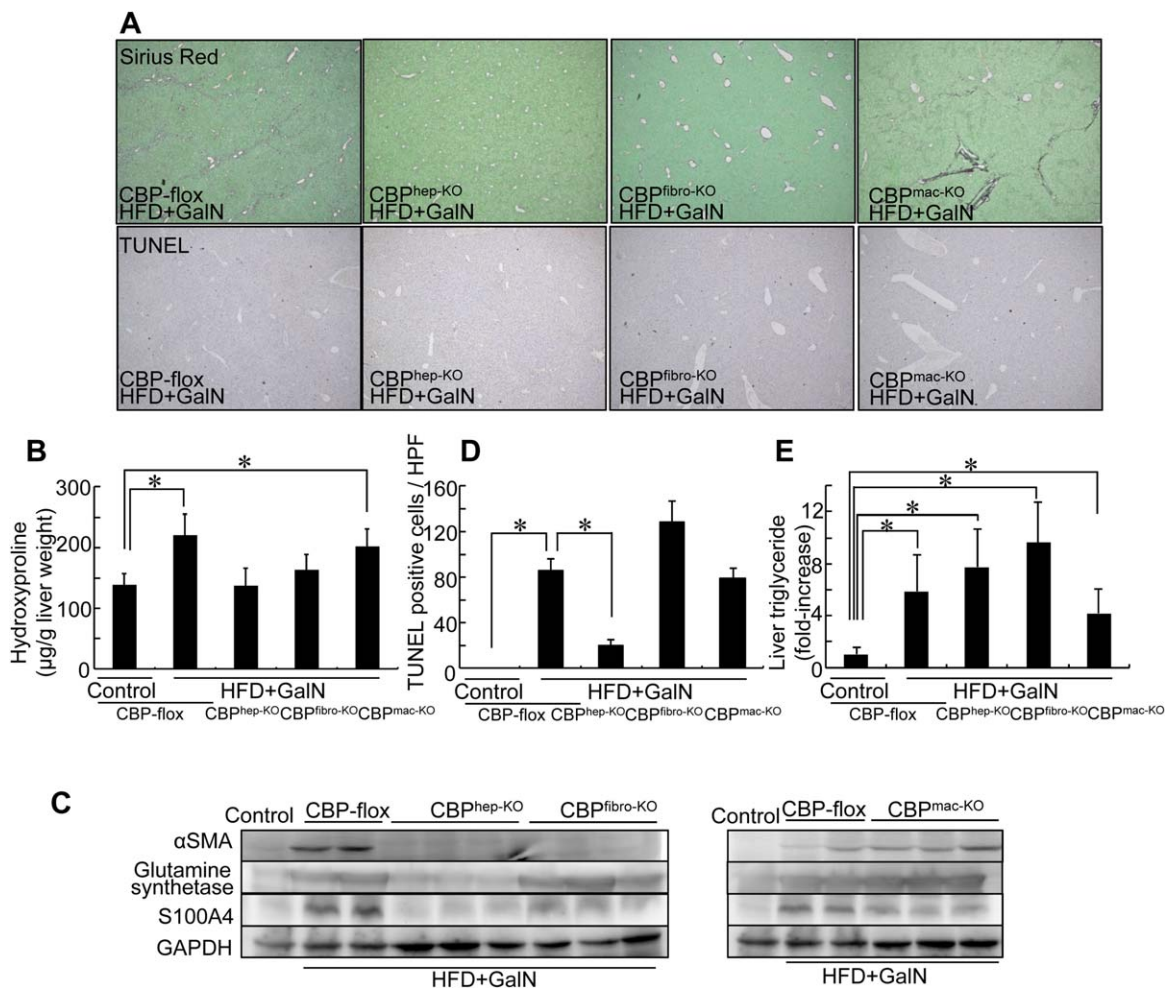 A
Sirius Red
CBP-flox
HFD+GalN
CBPhep-KO
HFD+GalN
CBPfibro-KO
HFD+GalN
CBPmac-KO
HFD+GalN
TUNEL
CBP-flox
HFD+GalN
CBPhep-KO
HFD+GalN
CBPfibro-KO
HFD+GalN
CBPmac-KO
HFD+GalN
B
Hydroxyproline
(μg/g liver weight)
300
200
100
0
*
*
Control
HFD+GalN
CBP-flox
CBPhep-KO
CBPfibro-KO
CBPmac-KO
D
TUNEL positive cells / HPF
160
120
80
40
0
*
*
Control
HFD+GalN
CBP-flox
CBPhep-KO
CBPfibro-KO
CBPmac-KO
E
Liver triglyceride
(fold-increase)
12
8
4
0
*
*
*
*
Control
HFD+GalN
CBP-flox
CBPhep-KO
CBPfibro-KO
CBPmac-KO
C
Control
CBP-flox
CBPhep-KO
CBPfibro-KO
αSMA
Glutamine
synthetase
S100A4
GAPDH
HFD+GalN
Control
CBP-flox
CBPmac-KO
HFD+GalN